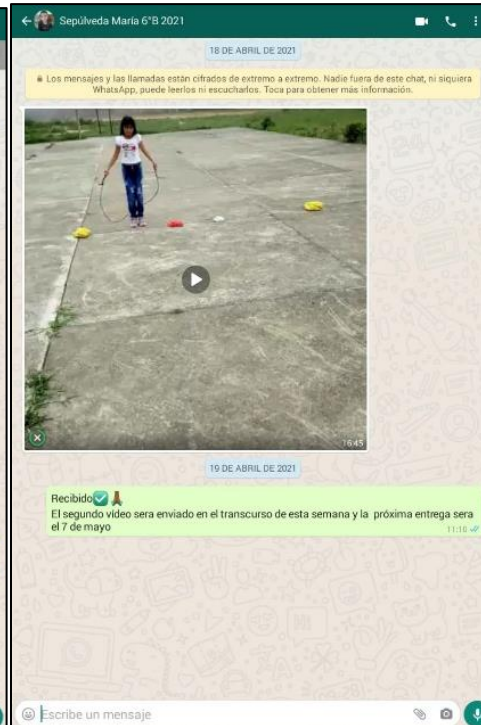 Sepúlveda María 6°B 2021
18 DE ABRIL DE 2021
Los mensajes y las llamadas están cifrados de extremo a extremo. Nadie fuera de este chat, ni siquiera
WhatsApp, puede leerlos ni escucharlos. Toca para obtener más información.
16:45
19 DE ABRIL DE 2021
Recibido
El segundo video sera enviado en el transcurso de esta semana y la próxima entrega sera
el 7 de mayo
11:10
Escribe un mensaje